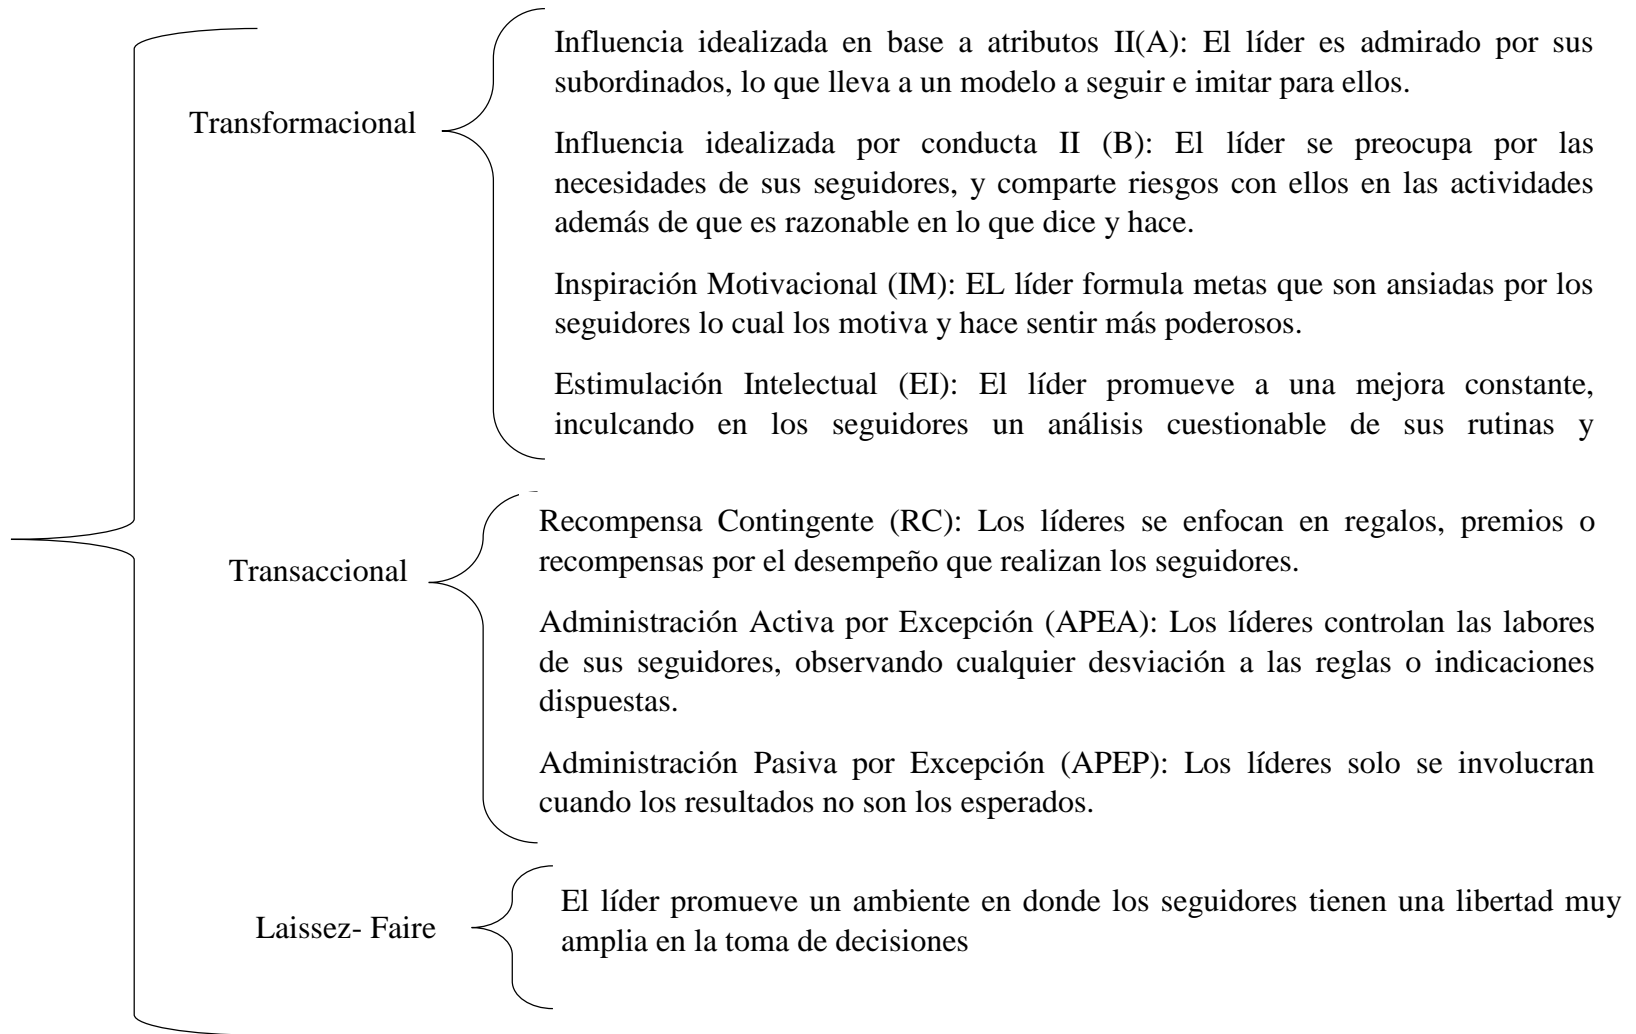 Transformacional
Influencia idealizada en base a atributos II(A): El líder es admirado por sus
subordinados, lo que lleva a un modelo a seguir e imitar para ellos.
Influencia idealizada por conducta II (B): El líder se preocupa por las
necesidades de sus seguidores, y comparte riesgos con ellos en las actividades
además de que es razonable en lo que dice y hace.
Inspiración Motivacional (IM): EL líder formula metas que son ansiadas por los
seguidores lo cual los motiva y hace sentir más poderosos.
Estimulación Intelectual (EI): El líder promueve a una mejora constante,
inculcando en los seguidores un análisis cuestionable de sus rutinas y
Transaccional
Recompensa Contingente (RC): Los líderes se enfocan en regalos, premios o
recompensas por el desempeño que realizan los seguidores.
Administración Activa por Excepción (APEA): Los líderes controlan las labores
de sus seguidores, observando cualquier desviación a las reglas o indicaciones
dispuestas.
Administración Pasiva por Excepción (APEP): Los líderes solo se involucran
cuando los resultados no son los esperados.
Laissez- Faire
El líder promueve un ambiente en donde los seguidores tienen una libertad muy
amplia en la toma de decisiones